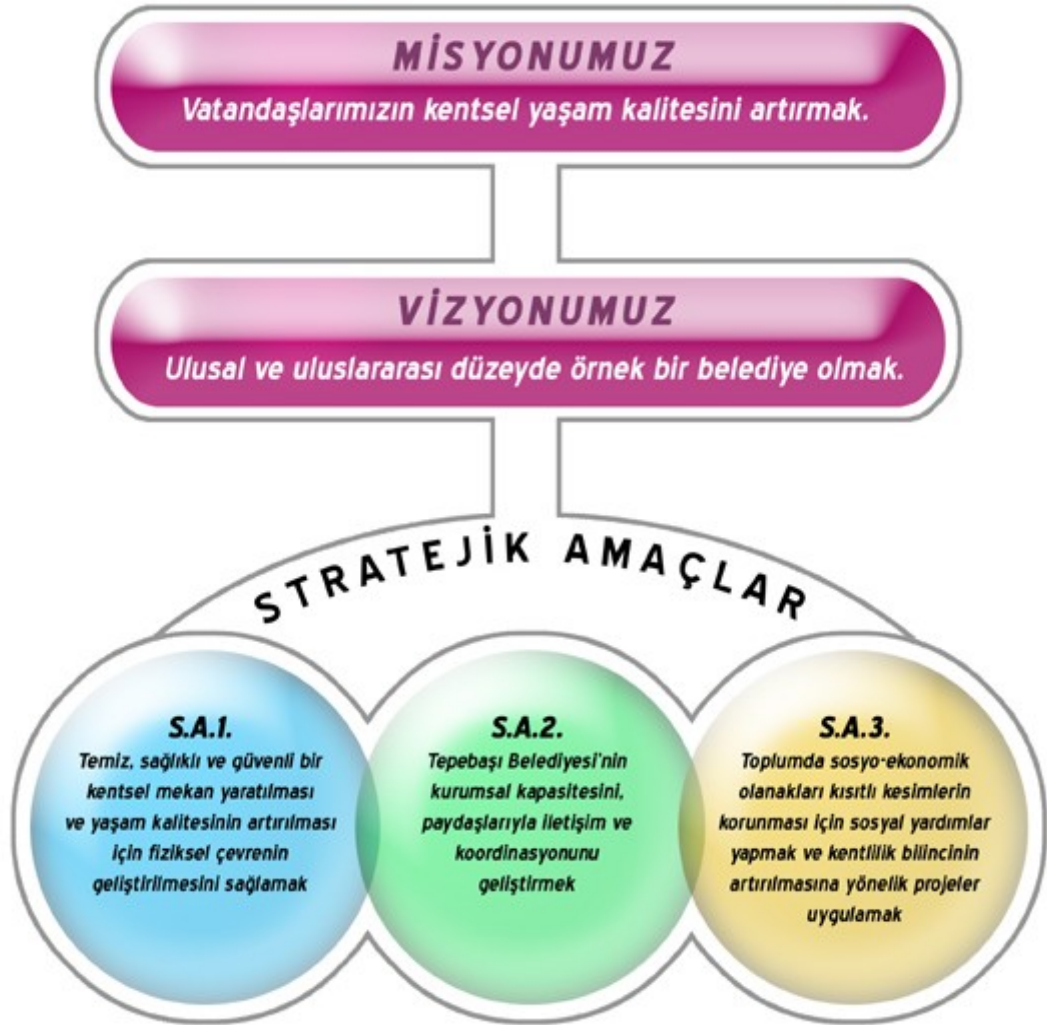 MİSYONUMUZ
Vatandaşlarımızın kentsel yaşam kalitesini artırmak.
VİZYONUMUZ
Ulusal ve uluslararası düzeyde örnek bir belediye olmak.
STRATEJİK AMAÇLAR
S.A.1.
Temiz, sağlıklı ve güvenli bir
kentsel mekan yaratılması
ve yaşam kalitesinin artırılması
için fiziksel çevrenin
geliştirilmesini sağlamak
S.A.2.
Tepebaşı Belediyesi'nin
kurumsal kapasitesini,
paydaşlarıyla iletişim ve
koordinasyonunu
geliştirmek
S.A.3.
Toplumda sosyo-ekonomik
olanakları kısıtlı kesimlerin
korunması için sosyal yardımlar
yapmak ve kentlilik bilincinin
artırılmasına yönelik projeler
uygulamak